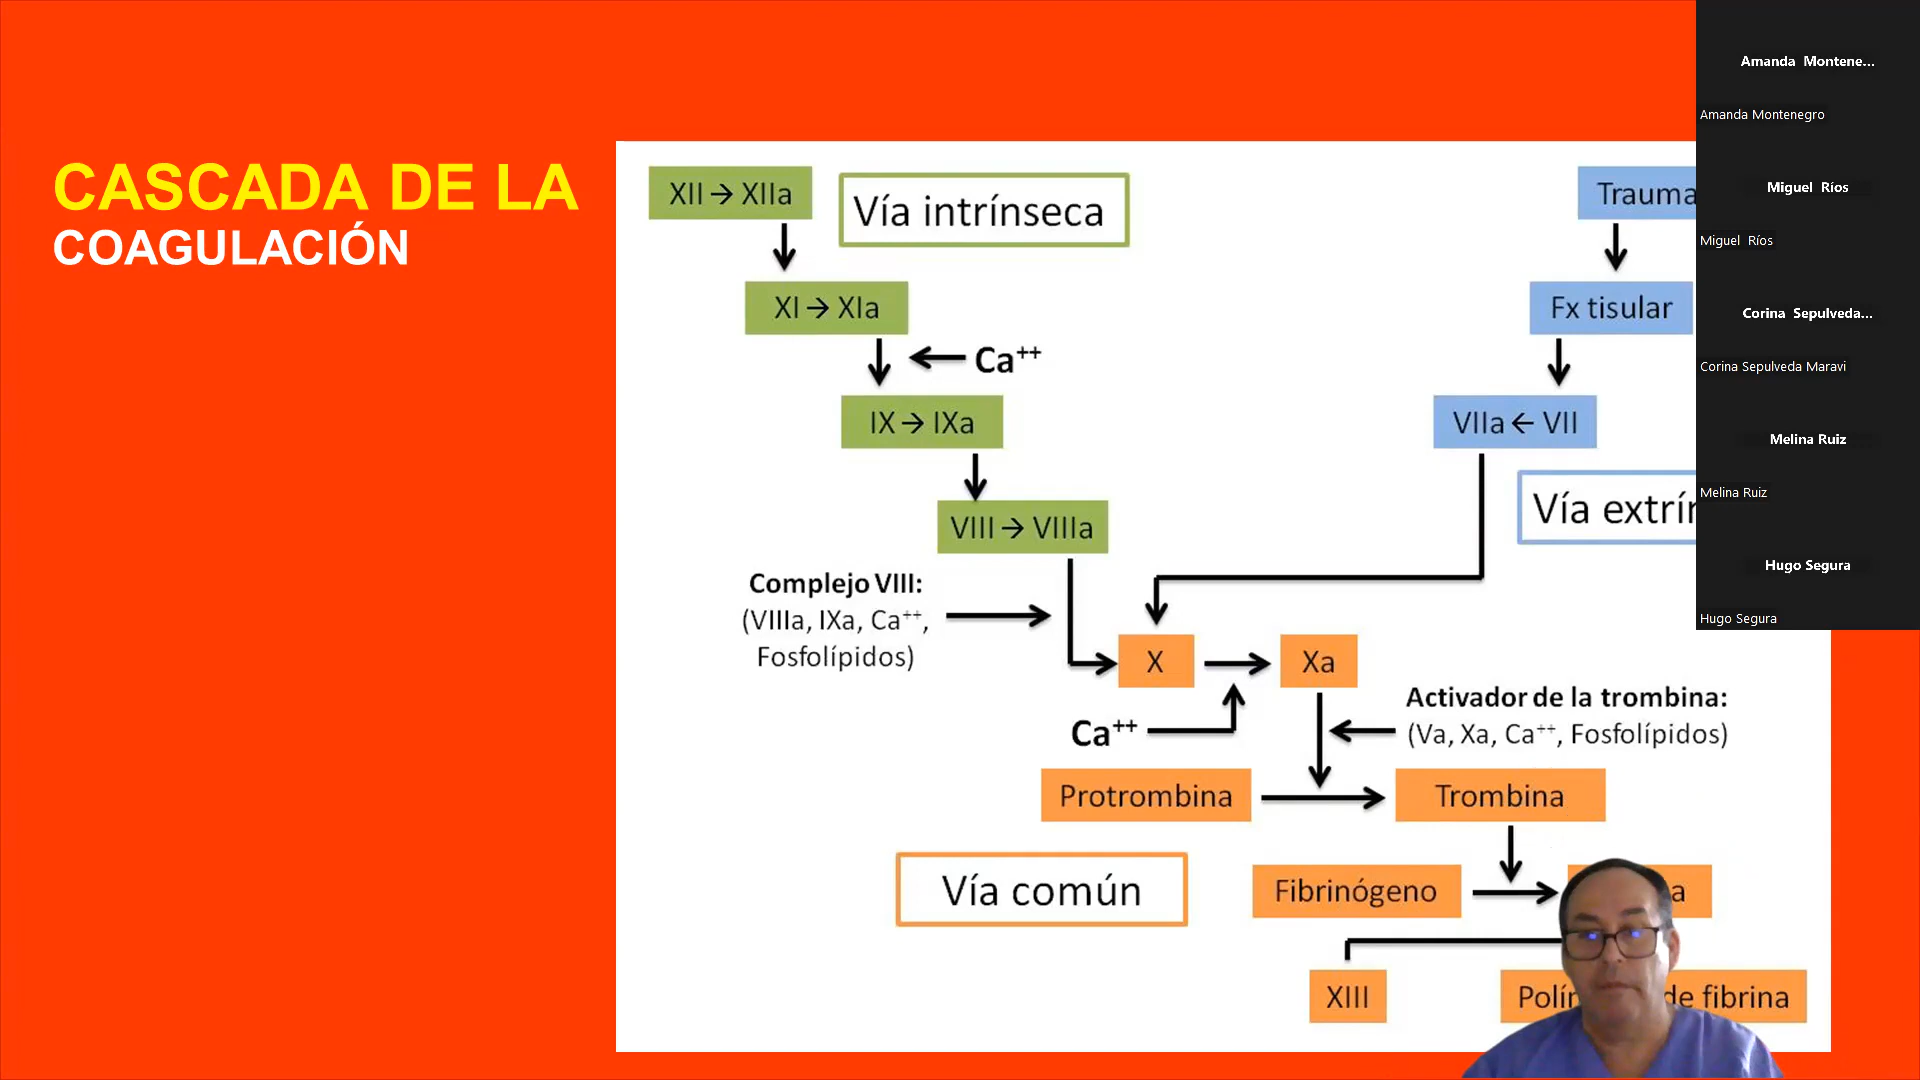 CASCADA DE LA
COAGULACIÓN
XII → XIIa
Vía intrínseca
Trauma
XI → XIa
Fx tisular
Ca⁺⁺
IX → IXa
VIIa ← VII
Vía
VIII → VIIIa
Complejo VIII:
(VIIIa, IXa, Ca⁺⁺,
Fosfolípidos)
X
Xa
Ca⁺⁺
Activador de la trombina:
(Va, Xa, Ca⁺⁺, Fosfolípidos)
Protrombina
Trombina
Vía común
Fibrinógeno
XIII
de fibrina
Amanda Montene...
Amanda Montenegro
Miguel Ríos
Miguel Ríos
Corina Sepulveda...
Corina Sepulveda Maravi
Melina Ruiz
Melina Ruiz
Hugo Segura
Hugo Segura